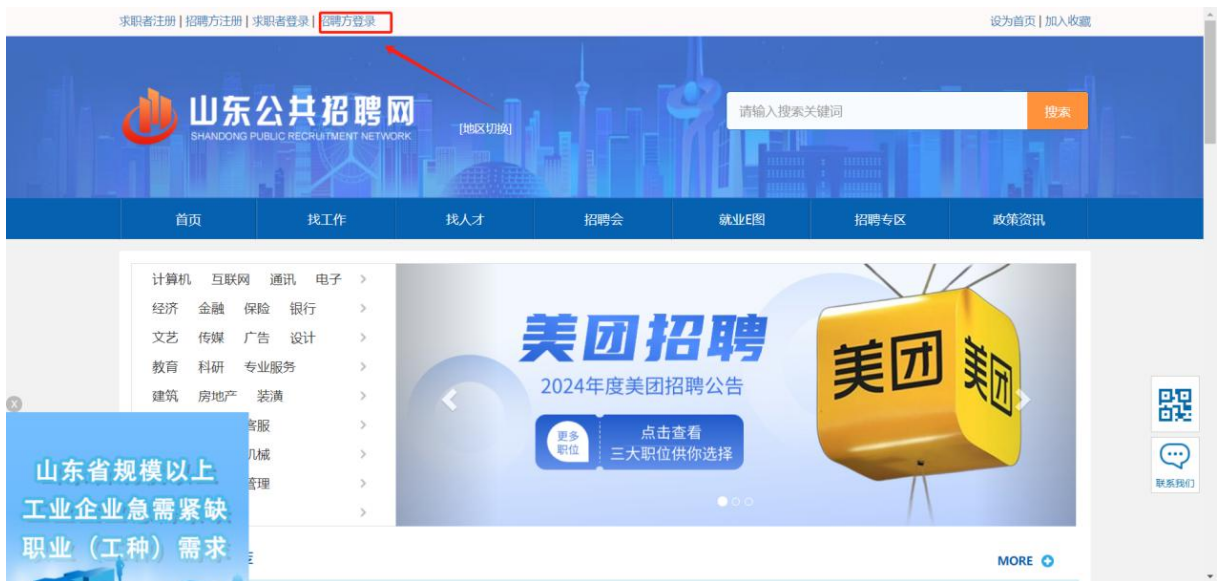 求职者注册 | 招聘方注册 | 求职者登录 | 招聘方登录
设为首页 | 加入收藏
山东公共招聘网
SHANDONG PUBLIC RECRUITMENT NETWORK
[地区切换]
请输入搜索关键词
搜索
首页 找工作 找人才 招聘会 就业E图 招聘专区 政策资讯
计算机 互联网 通讯 电子 >
经济 金融 保险 银行 >
文艺 传媒 广告 设计 >
教育 科研 专业服务 >
建筑 房地产 装潢 >
客服 >
机械 >
管理 >
>
美团招聘
2024年度美团招聘公告
更多
职位
点击查看
三大职位供你选择
美团
美团
X
山东省规模以上
工业企业急需紧缺
职业（工种）需求
联系我们
MORE